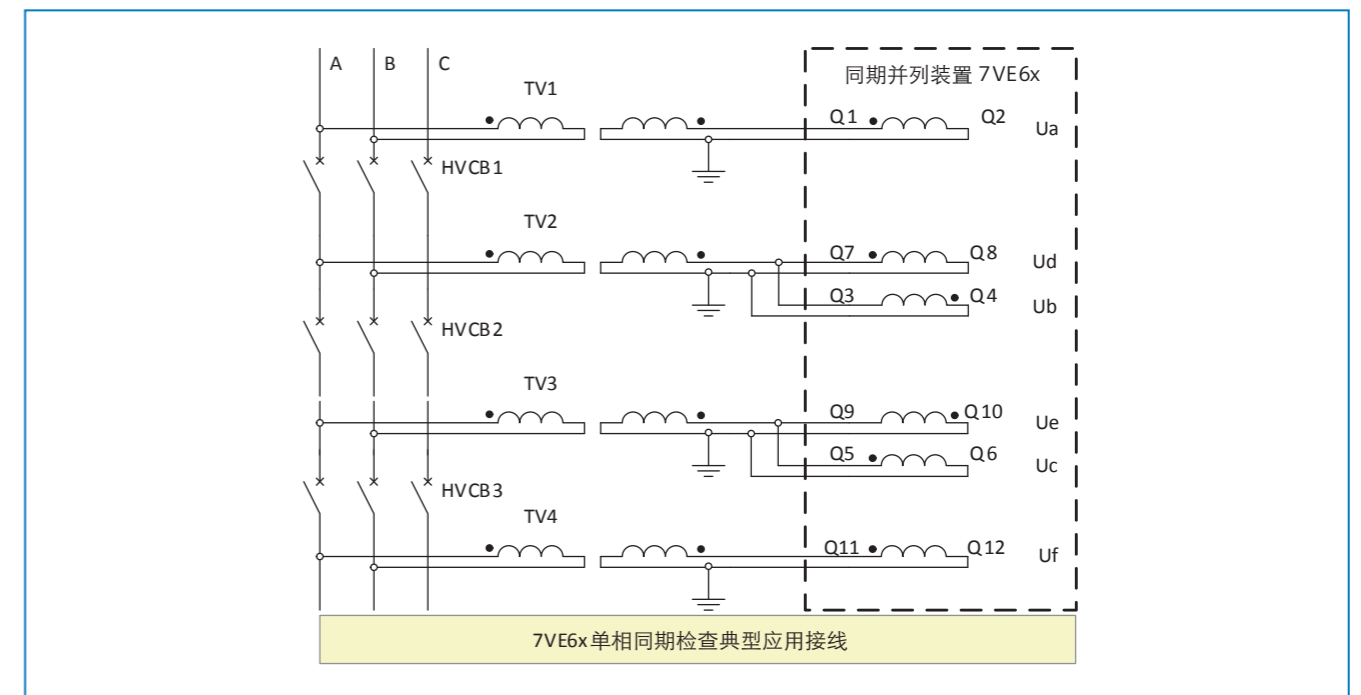 A B C
同期并列装置 7VE6x
TV1
Q1 Q2 Ua
HVCB1
TV2
Q7 Q8 Ud
Q3 Q4 Ub
HVCB2
TV3
Q9 Q10 Ue
Q5 Q6 Uc
HVCB3
TV4
Q11 Q12 Uf
7VE6x单相同期检查典型应用接线